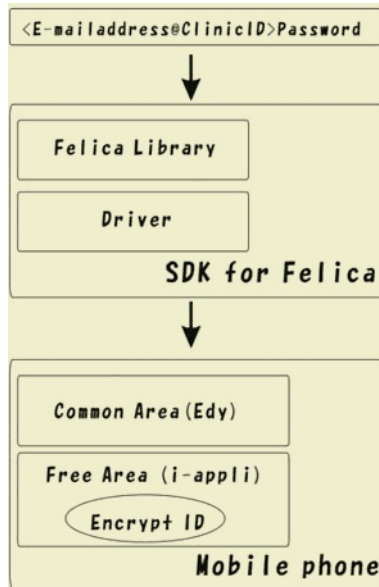 <E-mailaddress@ClinicID>Password
Felica Library
Driver
SDK for Felica
Common Area(Edy)
Free Area (i-appli)
Encrypt ID
Mobile phone